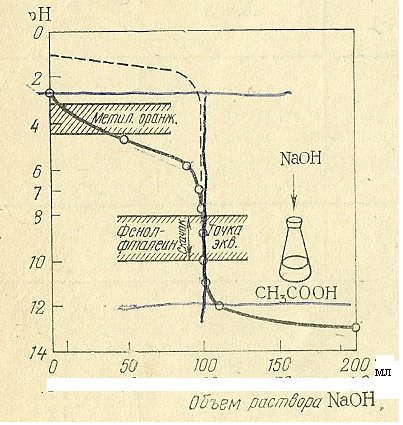 pH
0
2
4
6
7
8
10
12
14
Метил. оранж.
Фенол-
фталеин
Скачок
Точка
экв.
NaOH
CH3COOH
0
50
100
150
200
мл
Объем раствора NaOH,